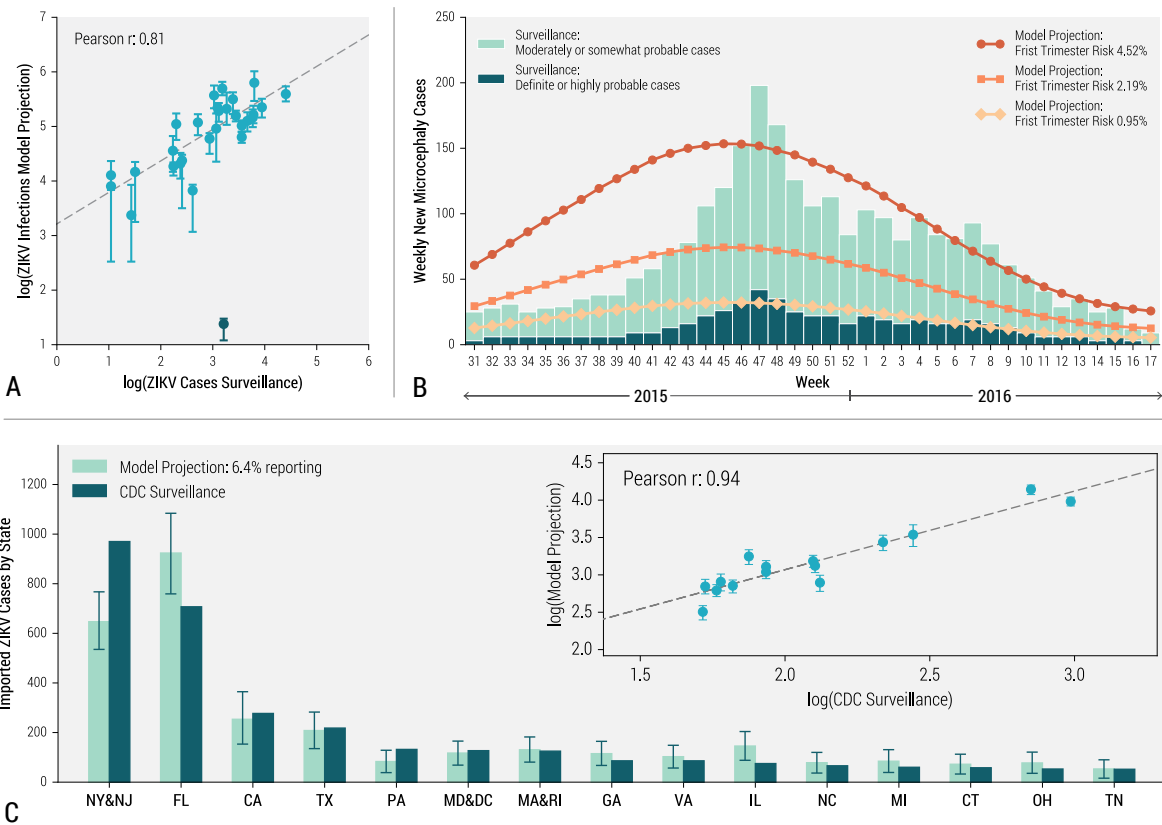 Pearson r: 0.81
log(ZIKV Infections Model Projection)
7
6
5
4
3
2
1
0 1 2 3 4 5 6
log(ZIKV Cases Surveillance)
A
Surveillance:
Moderately or somewhat probable cases
Surveillance:
Definite or highly probable cases
Model Projection:
Frist Trimester Risk 4.52%
Model Projection:
Frist Trimester Risk 2.19%
Model Projection:
Frist Trimester Risk 0.95%
Weekly New Microcephaly Cases
250
200
150
100
50
0
31 32 33 34 35 36 37 38 39 40 41 42 43 44 45 46 47 48 49 50 51 52 1 2 3 4 5 6 7 8 9 10 11 12 13 14 15 16 17
Week
2015 2016
B
Model Projection: 6.4% reporting
CDC Surveillance
Imported ZIKV Cases by State
1200
1000
800
600
400
200
0
NY&NJ FL CA TX PA MD&DC MA&RI GA VA IL NC MI CT OH TN
Pearson r: 0.94
log(Model Projection)
4.5
4.0
3.5
3.0
2.5
2.0
1.5 2.0 2.5 3.0
log(CDC Surveillance)
C